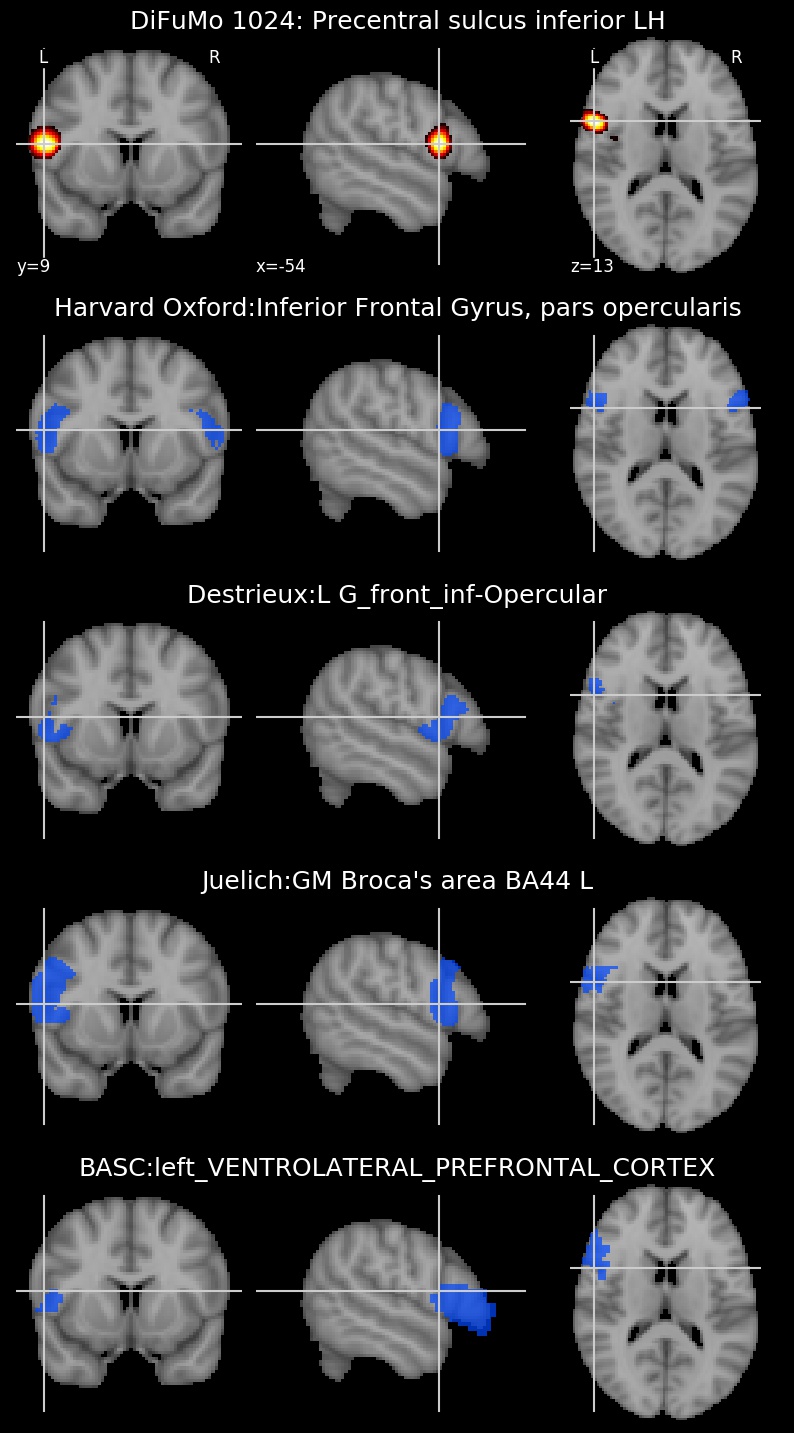 DiFuMo 1024: Precentral sulcus inferior LH
L R L R
y=9 x=-54 z=13
Harvard Oxford:Inferior Frontal Gyrus, pars opercularis
Destrieux:L G_front_inf-Opercular
Juelich:GM Broca's area BA44 L
BASC:left_VENTROLATERAL_PREFRONTAL_CORTEX